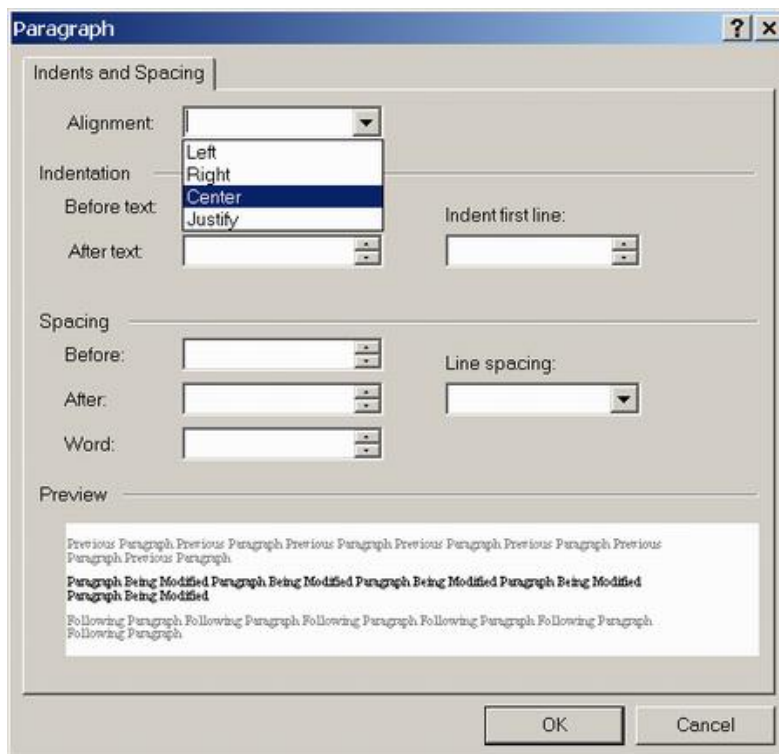 Paragraph
Indents and Spacing
Alignment:
Left
Right
Center
Justify
Indentation
Before text:
Indent first line:
After text:
Spacing
Before:
Line spacing:
After:
Word:
Preview
Previous Paragraph Previous Paragraph Previous Paragraph Previous Paragraph Previous Paragraph Previous
Paragraph Previous Paragraph
Paragraph Being Modified Paragraph Being Modified Paragraph Being Modified Paragraph Being Modified
Paragraph Being Modified
Following Paragraph Following Paragraph Following Paragraph Following Paragraph Following Paragraph
Following Paragraph
OK
Cancel